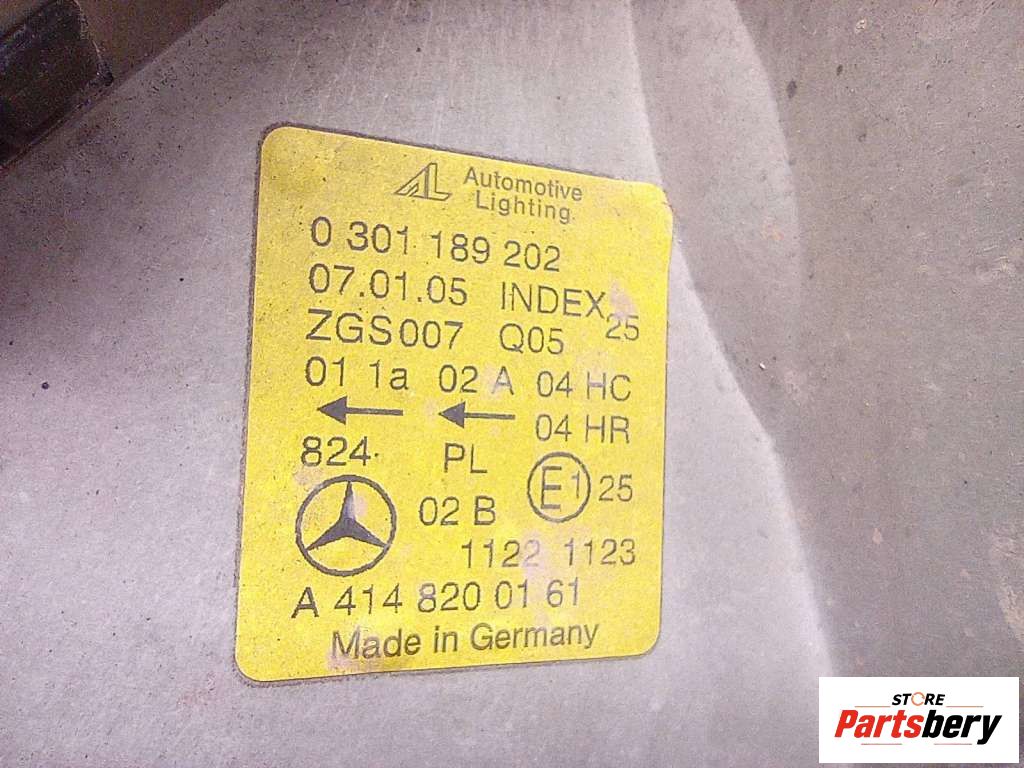 AL Automotive
Lighting
0 301 189 202
07.01.05 INDEX 25
ZGS007 Q05
01 1a 02 A 04 HC
04 HR
824. PL
02 B E1 25
1122 1123
A 414 820 01 61
Made in Germany
STORE
Partsbery